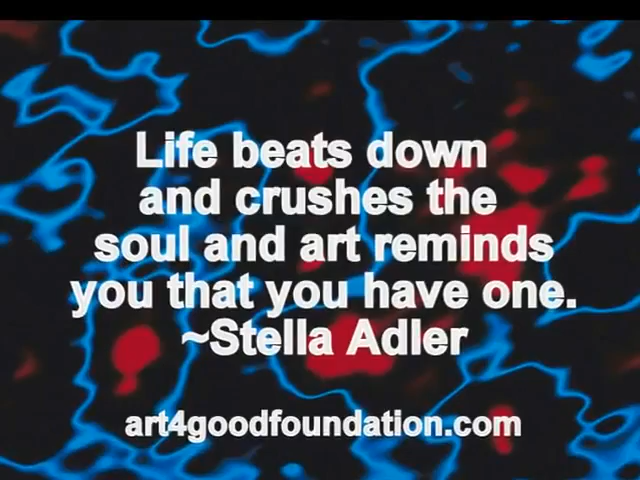 Life beats down
and crushes the
soul and art reminds
you that you have one.
~Stella Adler
art4goodfoundation.com